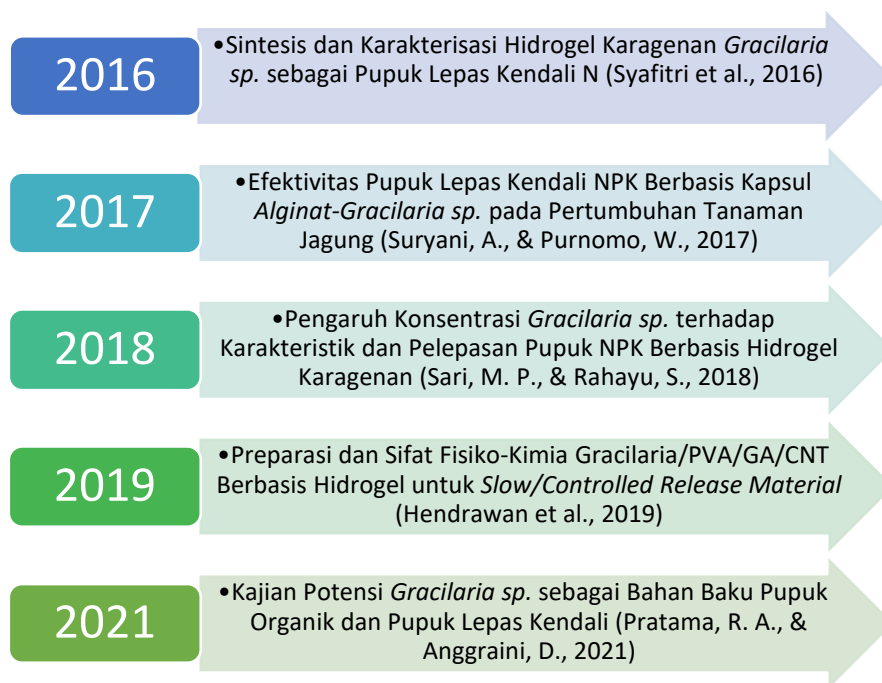 2016
•Sintesis dan Karakterisasi Hidrogel Karagenan Gracilaria
sp. sebagai Pupuk Lepas Kendali N (Syafitri et al., 2016)
2017
•Efektivitas Pupuk Lepas Kendali NPK Berbasis Kapsul
Alginat-Gracilaria sp. pada Pertumbuhan Tanaman
Jagung (Suryani, A., & Purnomo, W., 2017)
2018
•Pengaruh Konsentrasi Gracilaria sp. terhadap
Karakteristik dan Pelepasan Pupuk NPK Berbasis Hidrogel
Karagenan (Sari, M. P., & Rahayu, S., 2018)
2019
•Preparasi dan Sifat Fisiko-Kimia Gracilaria/PVA/GA/CNT
Berbasis Hidrogel untuk Slow/Controlled Release Material
(Hendrawan et al., 2019)
2021
•Kajian Potensi Gracilaria sp. sebagai Bahan Baku Pupuk
Organik dan Pupuk Lepas Kendali (Pratama, R. A., &
Anggraini, D., 2021)